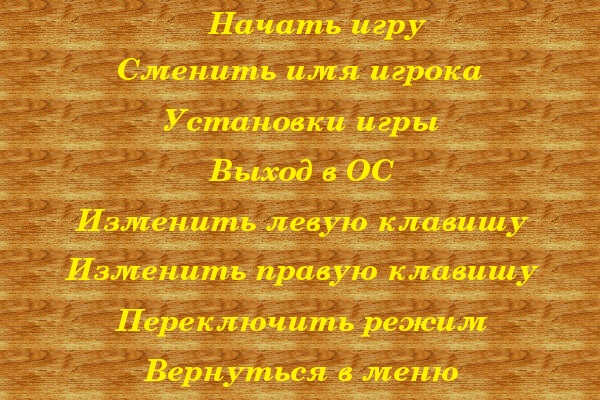 Начать игру
Сменить имя игрока
Установки игры
Выход в ОС
Изменить левую клавишу
Изменить правую клавишу
Переключить режим
Вернуться в меню